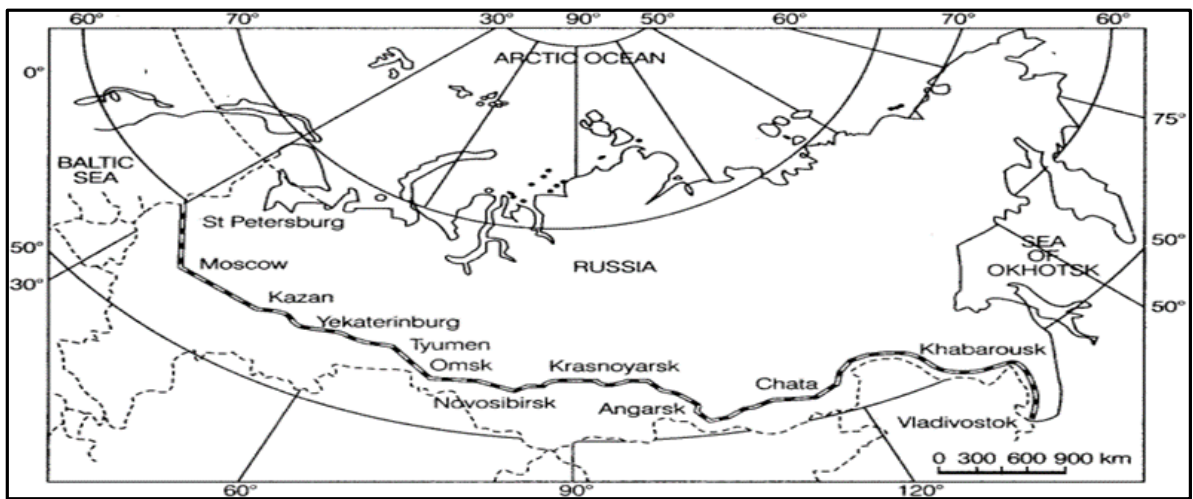 60° 70° 30° 90° 50° 70° 60°
ARCTIC OCEAN
0°
75°
BALTIC
SEA
St Petersburg
50°
30°
Moscow
RUSSIA
SEA
OF
OKHOTSK
50°
50°
Kazan
Yekaterinburg
Tyumen
Omsk
Krasnoyarsk
Khabarousk
Chata
Novosibirsk
Angarsk
Vladivostok
0 300 600 900 km
60° 90° 120°